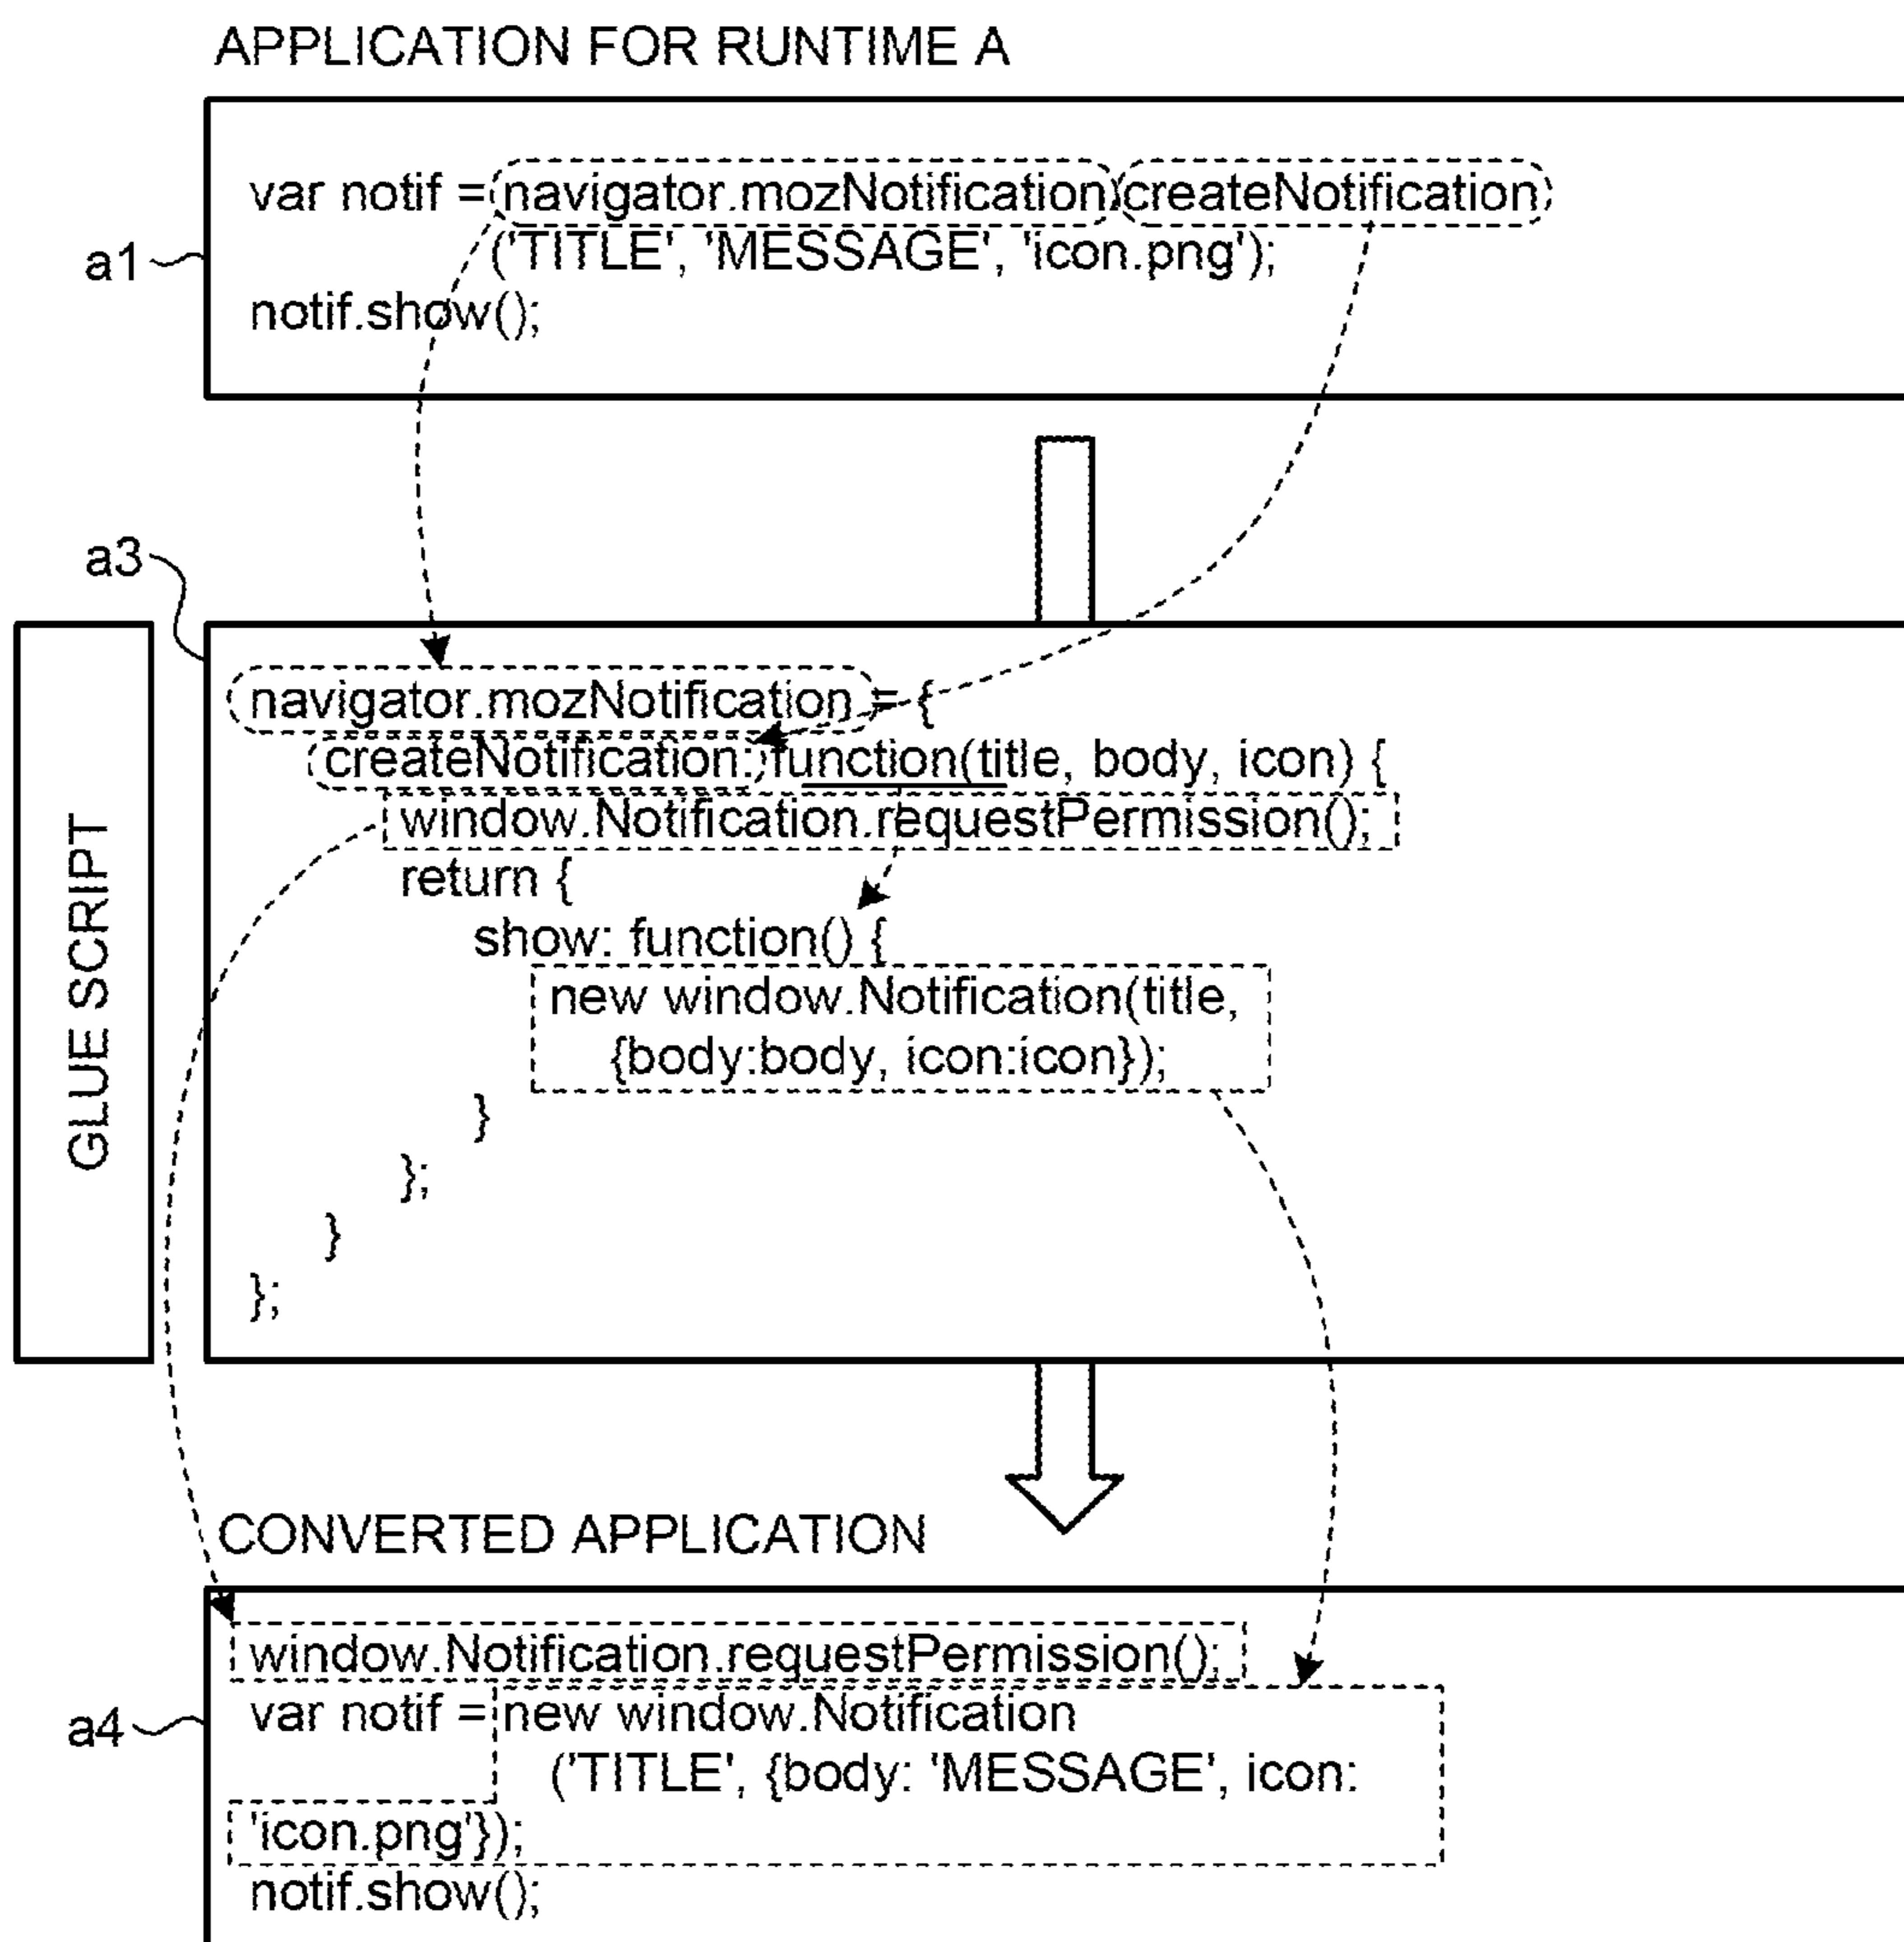 APPLICATION FOR RUNTIME A
var notif = navigator.mozNotification createNotification
('TITLE', 'MESSAGE', 'icon.png');
a1
notif.show();
a3
GLUE SCRIPT
navigator.mozNotification = {
createNotification: function(title, body, icon) {
window.Notification.requestPermission();
return {
show: function() {
new window.Notification(title,
{body:body, icon:icon});
}
};
}
};
CONVERTED APPLICATION
window.Notification.requestPermission();
a4
var notif = new window.Notification
('TITLE', {body: 'MESSAGE', icon:
'icon.png'});
notif.show();